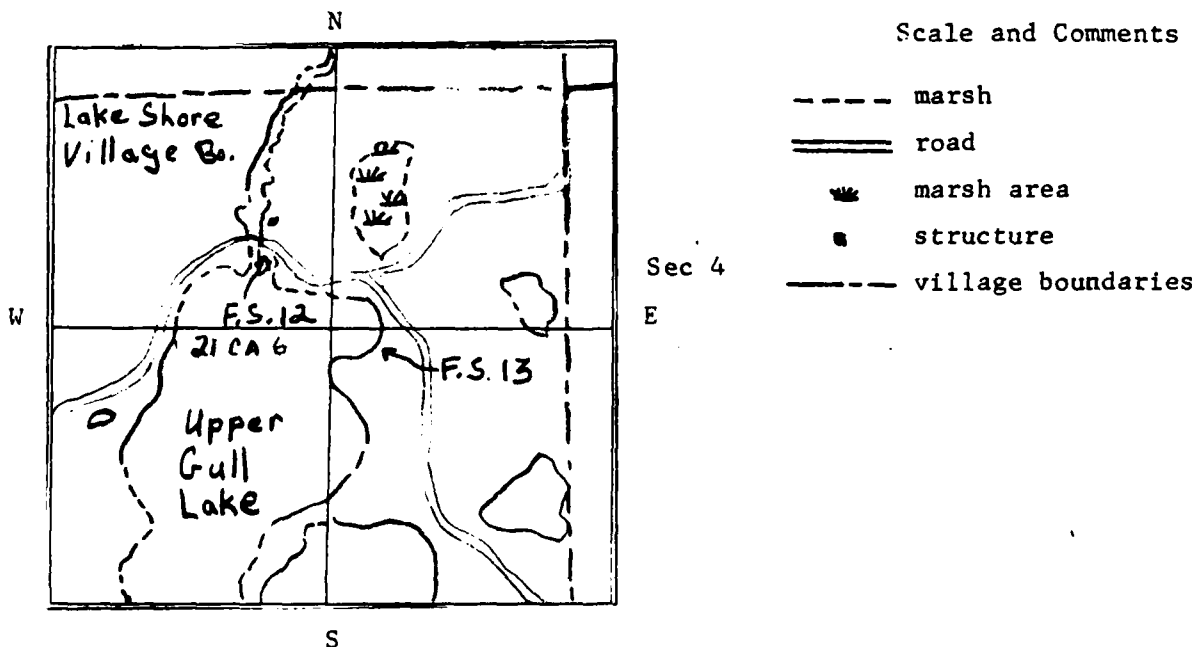 N
Scale and Comments
marsh
road
marsh area
structure
village boundaries
Lake Shore
Village Bo.
Sec 4
W
E
F.S. 12
21 CA 6
F.S. 13
Upper
Gull
Lake
S